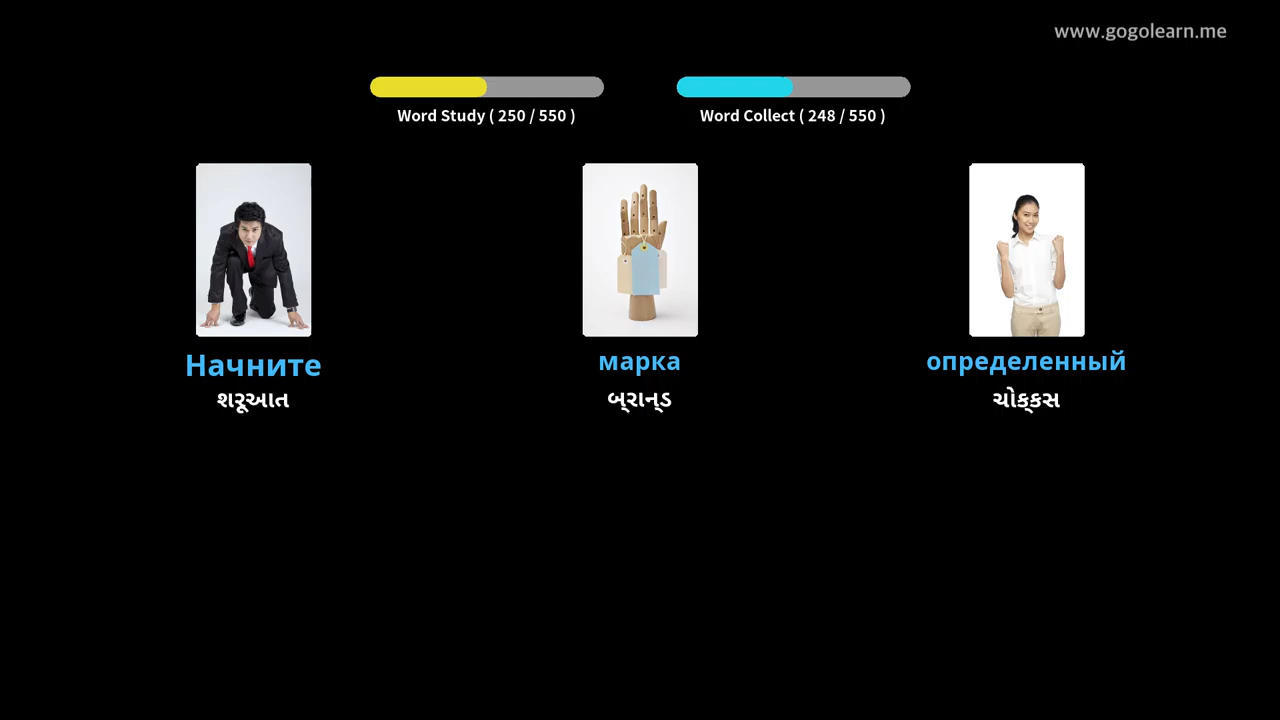 www.gogolearn.me
Word Study ( 250 / 550 )
Word Collect ( 248 / 550 )
Начните
марка
определенный
શરૂઆત
બ્રાન્ડ
ચોક્કસ